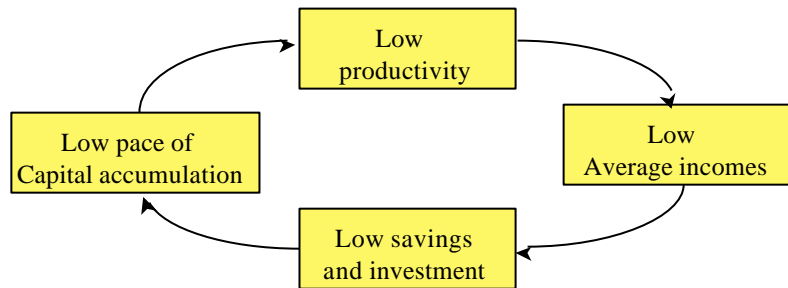 Low
productivity
Low pace of
Capital accumulation
Low
Average incomes
Low savings
and investment